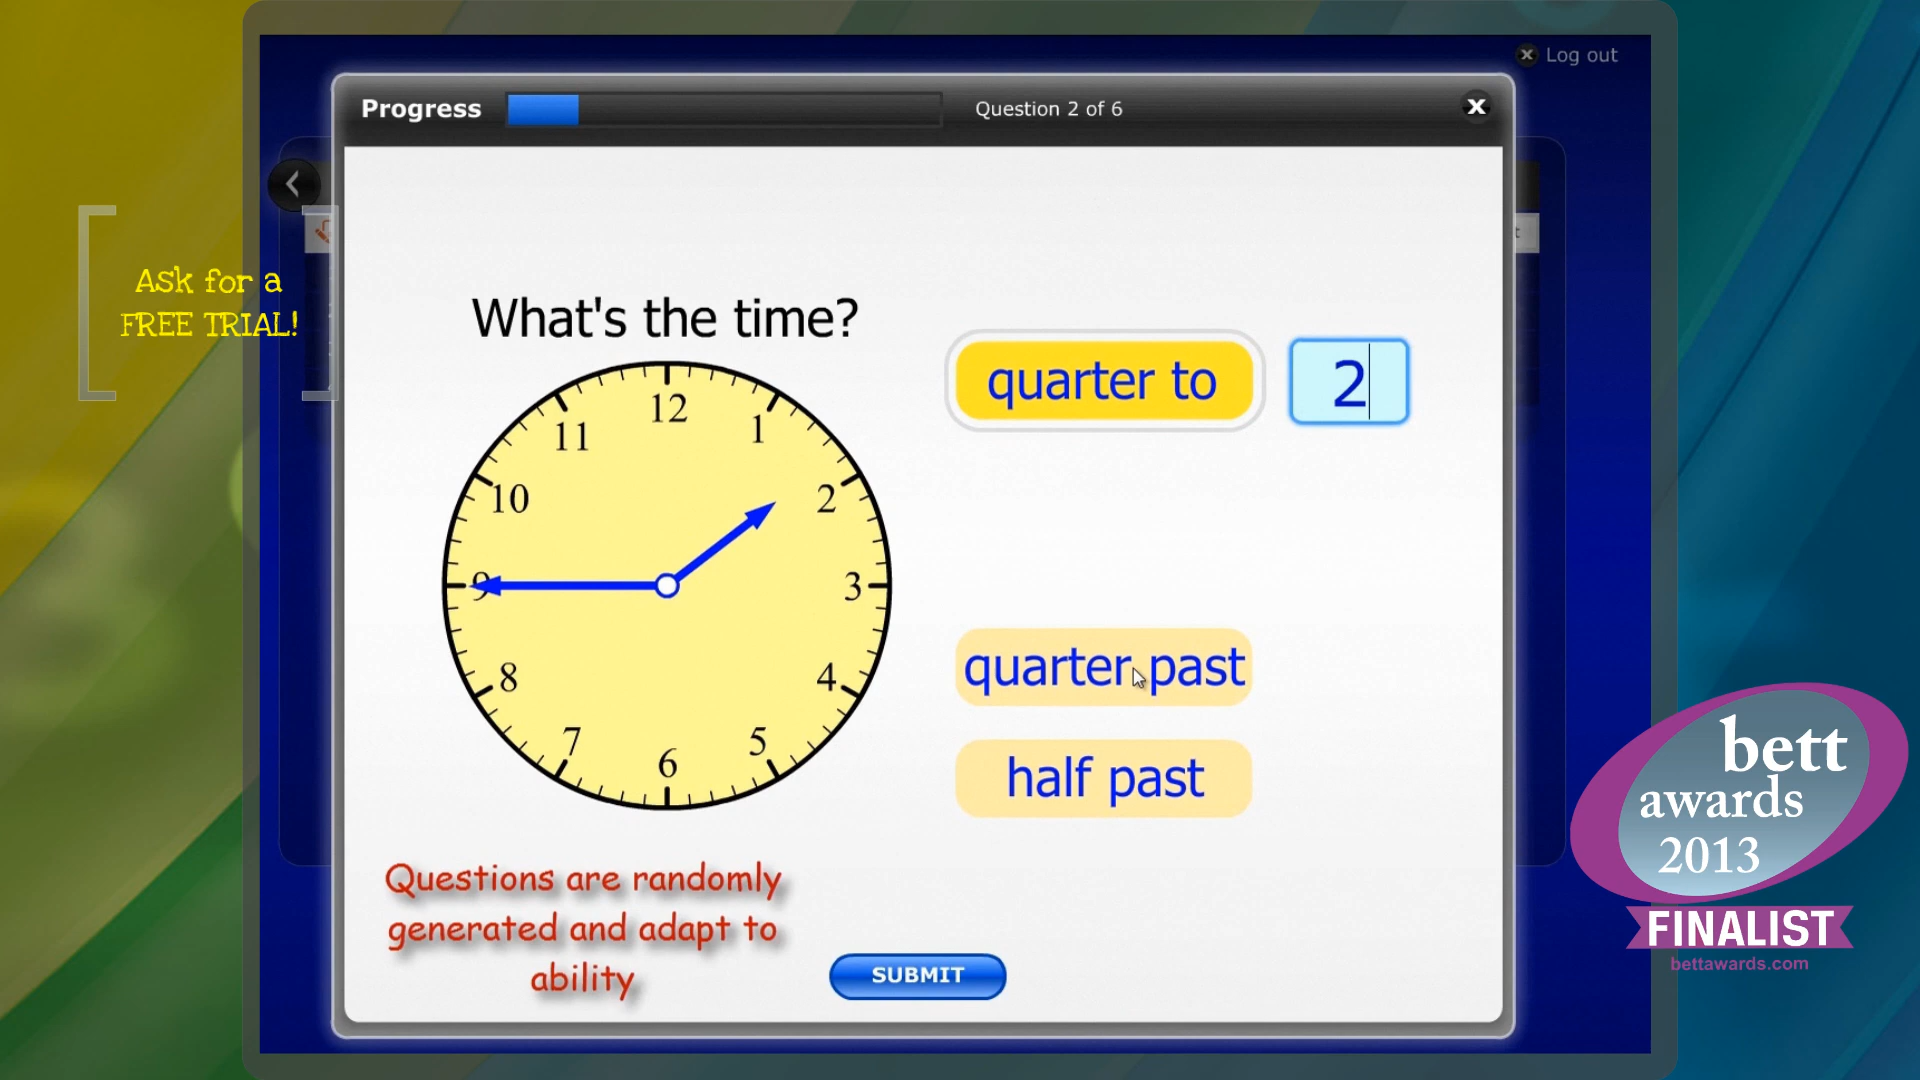 Log out
Progress
Question 2 of 6
Ask for a
FREE TRIAL!
What's the time?
quarter to
2
12
11
1
10
2
9
3
8
4
7
5
6
quarter past
half past
Questions are randomly
generated and adapt to
ability
SUBMIT
bett
awards
2013
FINALIST
bettawards.com